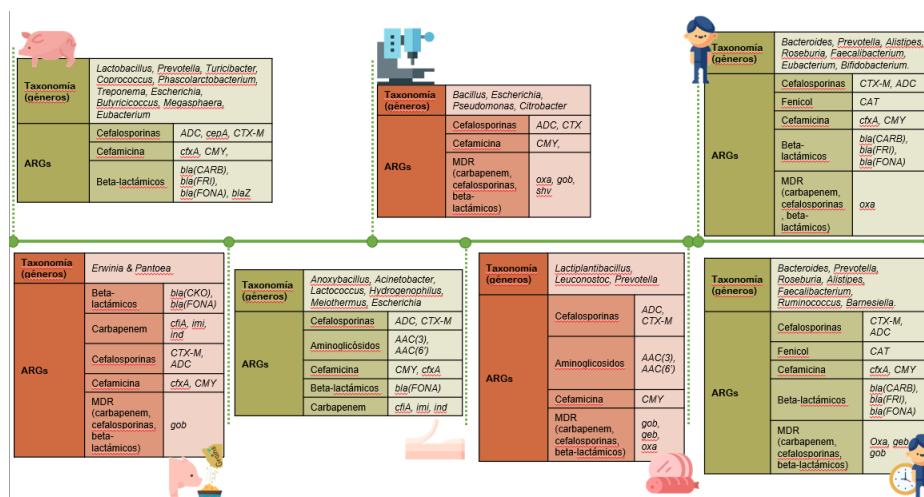 Taxonomía (géneros)
Lactobacillus, Prevotella, Turicibacter,
Coprococcus, Phascolarctobacterium,
Treponema, Escherichia,
Butyricicoccus, Megasphaera,
Eubacterium
ARGs
Cefalosporinas
ADC, cepA, CTX-M
Cefamicina
cfxA, CMY,
Beta-lactámicos
bla(CARB),
bla(FRI),
bla(FONA), blaZ
Taxonomía
(géneros)
Bacillus, Escherichia,
Pseudomonas, Citrobacter
ARGs
Cefalosporinas
ADC, CTX
Cefamicina
CMY,
MDR
(carbapenem,
cefalosporinas,
beta-
lactámicos)
oxa, gob,
shv
Taxonomía
(géneros)
Bacteroides, Prevotella, Alistipes,
Roseburia, Faecalibacterium,
Eubacterium, Bifidobacterium.
ARGs
Cefalosporinas
CTX-M, ADC
Fenicol
CAT
Cefamicina
cfxA, CMY
Beta-
lactámicos
bla(CARB)
bla(FRI),
bla(FONA)
MDR
(carbapenem,
cefalosporinas
, beta-
lactámicos)
oxa
Taxonomía
(géneros)
Erwinia & Pantoea
ARGs
Beta-
lactámicos
bla(CKO),
bla(FONA)
Carbapenem
cfiA, imi,
ind
Cefalosporinas
CTX-M,
ADC
Cefamicina
cfxA, CMY
MDR
(carbapenem,
cefalosporinas,
beta-
lactámicos)
gob
Grains
Taxonomía
(géneros)
Anoxybacillus, Acinetobacter,
Lactococcus, Hydrogenophilus,
Meiothermus, Escherichia
ARGs
Cefalosporinas
ADC, CTX-M
Aminoglicósidos
AAC(3),
AAC(6')
Cefamicina
CMY, cfxA
Beta-lactámicos
bla(FONA)
Carbapenem
cfiA, imi, ind
Taxonomía
(géneros)
Lactiplantibacillus,
Leuconostoc, Prevotella
ARGs
Cefalosporinas
ADC,
CTX-M
Aminoglicosidos
AAC(3),
AAC(6')
Cefamicina
CMY
MDR
(carbapenem,
cefalosporinas,
beta-lactámicos)
gob,
geb,
oxa
Taxonomía
(géneros)
Bacteroides, Prevotella,
Roseburia, Alistipes,
Faecalibacterium,
Ruminococcus, Barnesiella.
ARGs
Cefalosporinas
CTX-M,
ADC
Fenicol
CAT
Cefamicina
cfxA, CMY
Beta-lactámicos
bla(CARB),
bla(FRI),
bla(FONA)
MDR
(carbapenem,
cefalosporinas,
beta-lactámicos)
Oxa, geb,
gob